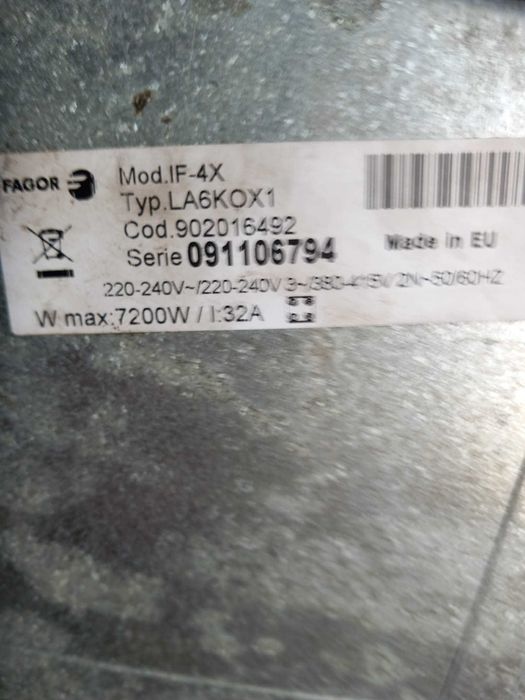 FAGOR
Mod.IF-4X
Typ.LA6KOX1
Cod.902016492
Serie 091106794
Made in EU
220-240V~/220-240V 3~/380-415V 2N~50/60HZ
W max:7200W / I:32A